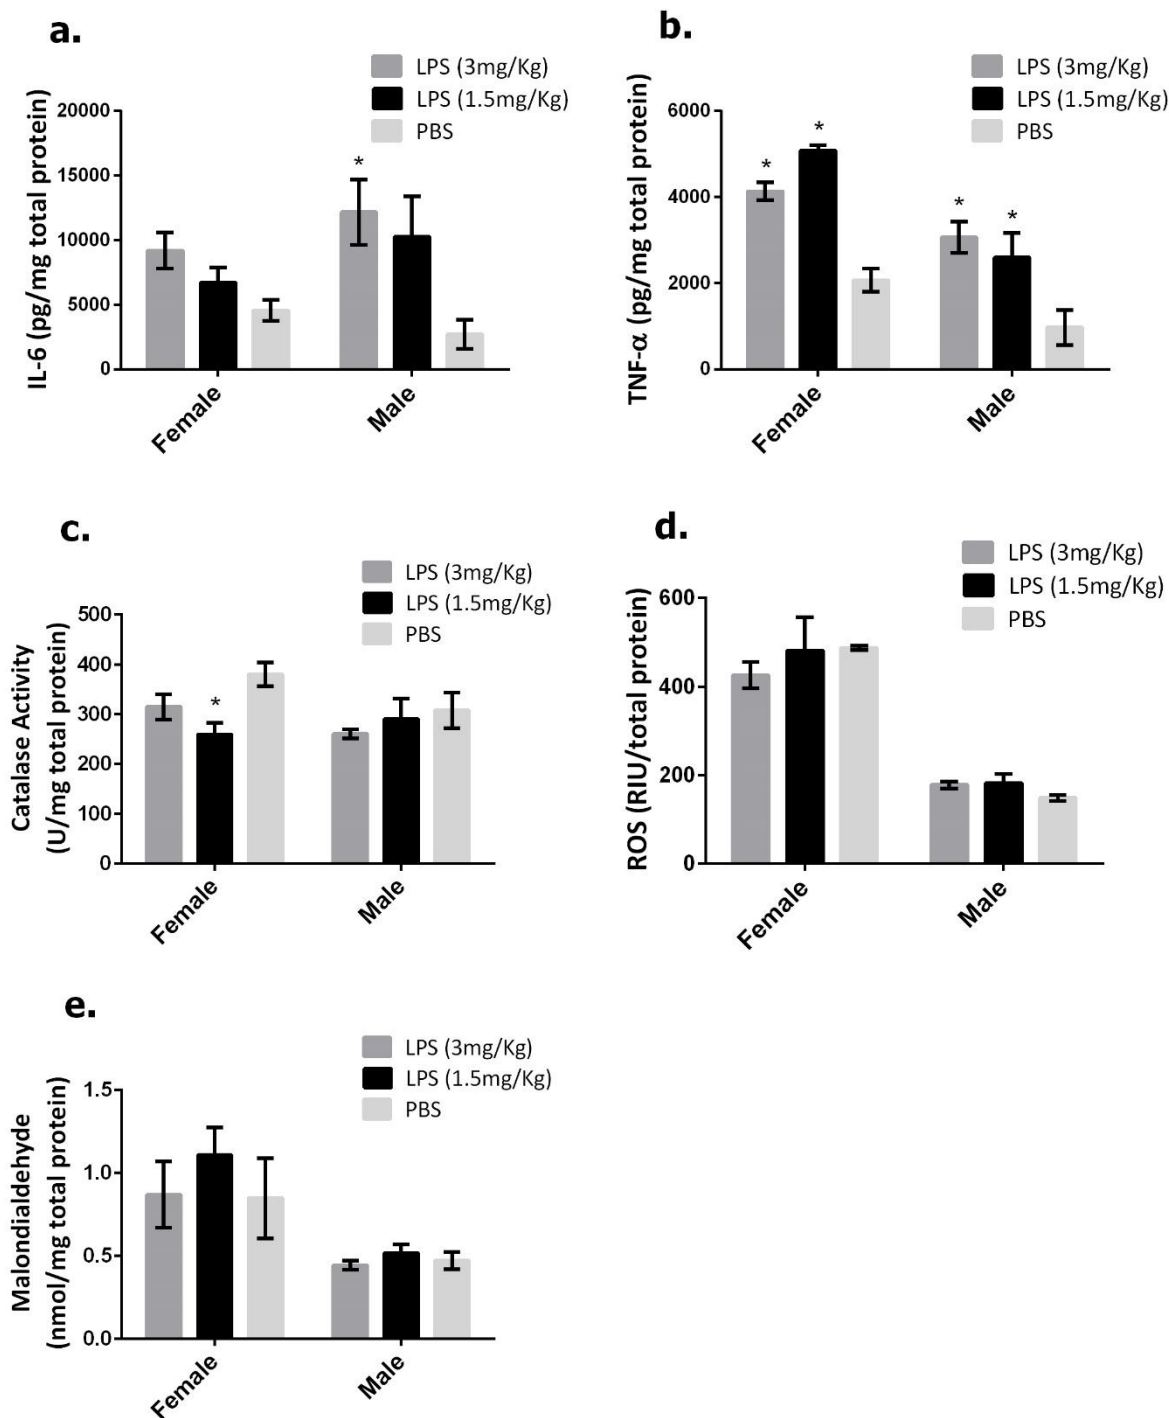 a.
LPS (3mg/Kg)
LPS (1.5mg/Kg)
PBS
IL-6 (pg/mg total protein)
20000
15000
10000
5000
0
*
Female
Male
b.
LPS (3mg/Kg)
LPS (1.5mg/Kg)
PBS
TNF-α (pg/mg total protein)
6000
4000
2000
0
*
*
*
*
Female
Male
c.
LPS (3mg/Kg)
LPS (1.5mg/Kg)
PBS
Catalase Activity
(U/mg total protein)
500
400
300
200
100
0
*
Female
Male
d.
LPS (3mg/Kg)
LPS (1.5mg/Kg)
PBS
ROS (RIU/total protein)
600
400
200
0
Female
Male
e.
LPS (3mg/Kg)
LPS (1.5mg/Kg)
PBS
Malondialdehyde
(nmol/mg total protein)
1.5
1.0
0.5
0.0
Female
Male